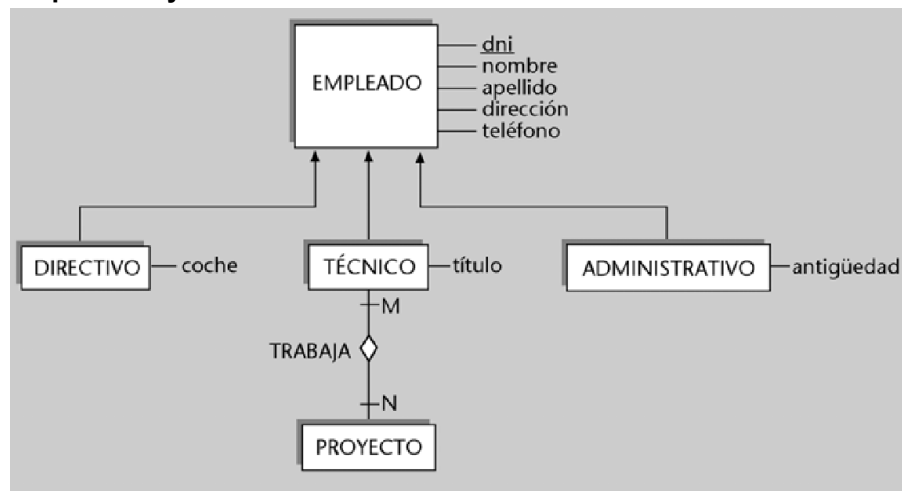 EMPLEADO
dni
nombre
apellido
dirección
teléfono
DIRECTIVO
coche
TÉCNICO
título
ADMINISTRATIVO
antigüedad
M
TRABAJA
N
PROYECTO